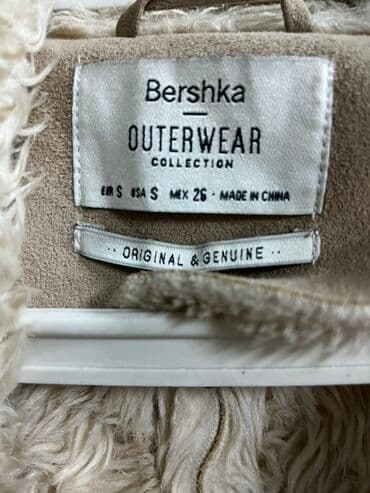 Bershka
OUTERWEAR
COLLECTION
EUR S USA S MEX 26 · MADE IN CHINA
·· ORIGINAL & GENUINE ··